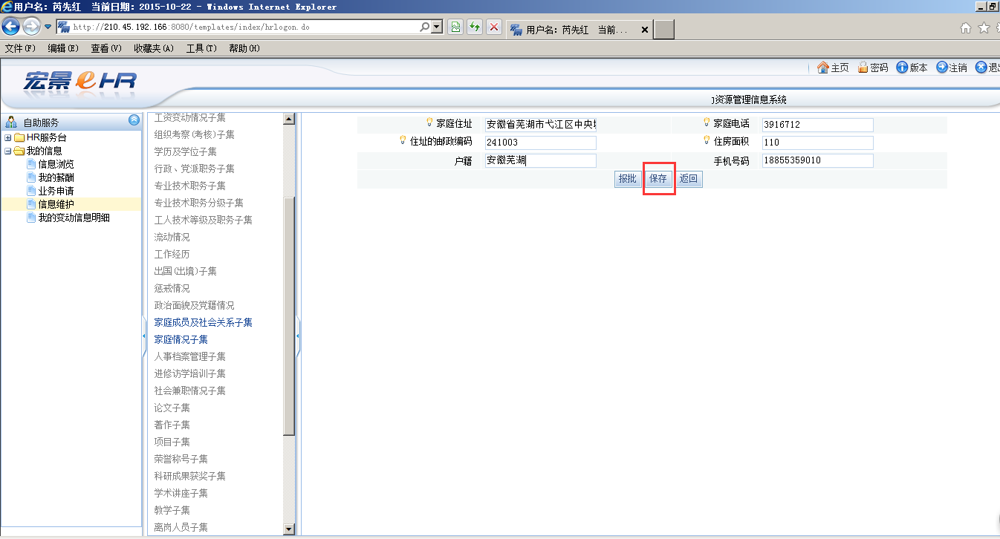 用户名：芮先红  当前日期：2015-10-22 - Windows Internet Explorer
http://210.45.192.166:8080/templates/index/hrlogon.do
用户名：芮先红  当前...
文件(F) 编辑(E) 查看(V) 收藏夹(A) 工具(T) 帮助(H)
主页 密码 版本 注销
宏景eHR
资源管理信息系统
自助服务
HR服务台
我的信息
信息浏览
我的薪酬
业务申请
信息维护
我的变动信息明细
工资变动情况子集
组织考察(考核)子集
学历及学位子集
行政、党派职务子集
专业技术职务子集
专业技术职务分级子集
工人技术等级及职务子集
流动情况
工作经历
出国(出境)子集
惩戒情况
政治面貌及党籍情况
家庭成员及社会关系子集
家庭情况子集
人事档案管理子集
进修访学培训子集
社会兼职情况子集
论文子集
著作子集
项目子集
荣誉称号子集
科研成果获奖子集
学术讲座子集
教学子集
离岗人员子集
家庭住址 安徽省芜湖市弋江区中央 家庭电话 3916712
住址的邮政编码 241003 住房面积 110
户籍 安徽芜湖 手机号码 18855359010
报批 保存 返回